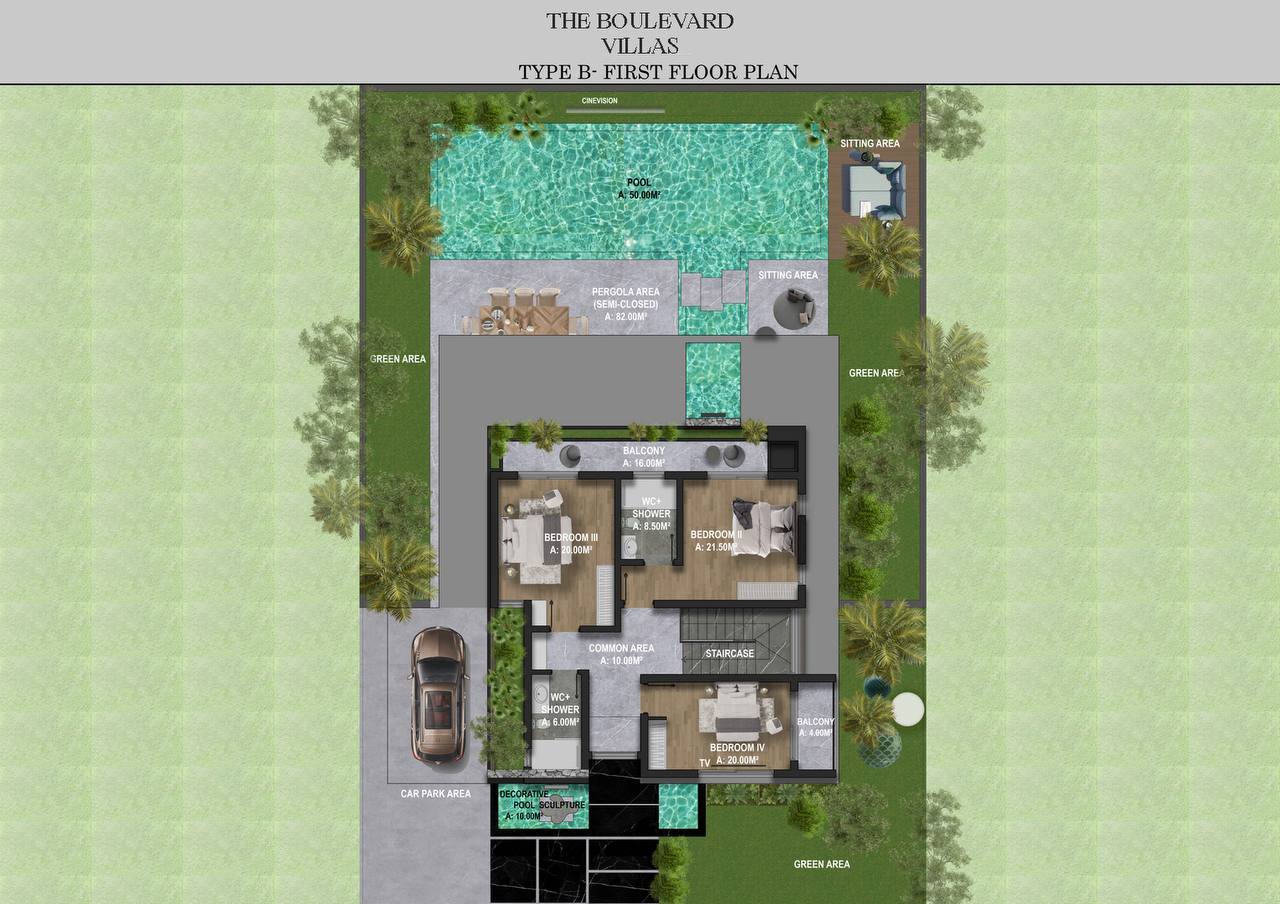 THE BOULEVARD
VILLAS
TYPE B- FIRST FLOOR PLAN
CINEVISION
SITTING AREA
POOL
A: 50.00M²
SITTING AREA
PERGOLA AREA
(SEMI-CLOSED)
A: 82.00M²
GREEN AREA
GREEN AREA
BALCONY
A: 16.00M²
WC+
SHOWER
A: 8.50M²
BEDROOM III
A: 20.00M²
BEDROOM II
A: 21.50M²
COMMON AREA
A: 10.00M²
STAIRCASE
WC+
SHOWER
A: 6.00M²
BALCONY
A: 4.00M²
BEDROOM IV
A: 20.00M²
TV
CAR PARK AREA
DECORATIVE
POOL SCULPTURE
A: 10.00M²
GREEN AREA